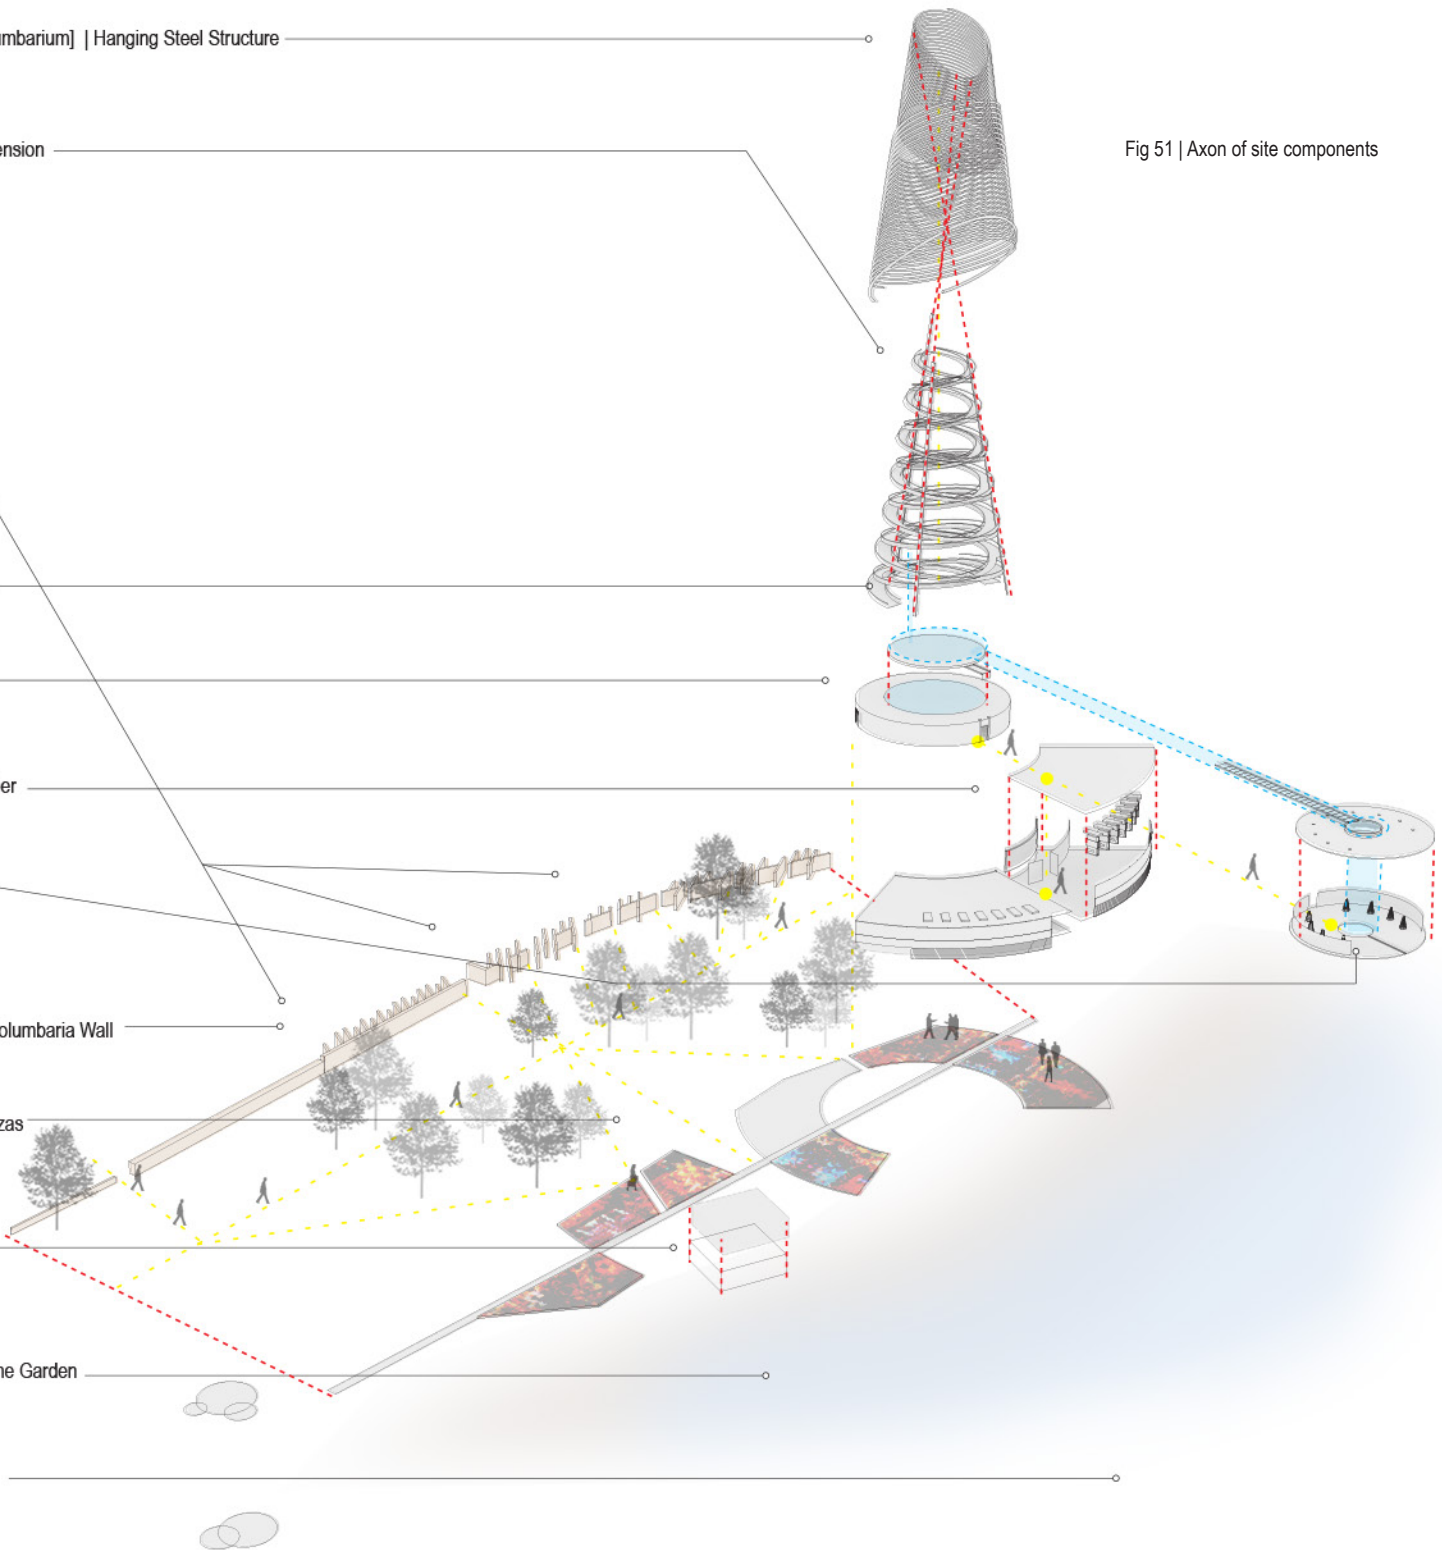 umbarium] | Hanging Steel Structure
ension
Fig 51 | Axon of site components
er
olumbaria Wall
zas
ne Garden